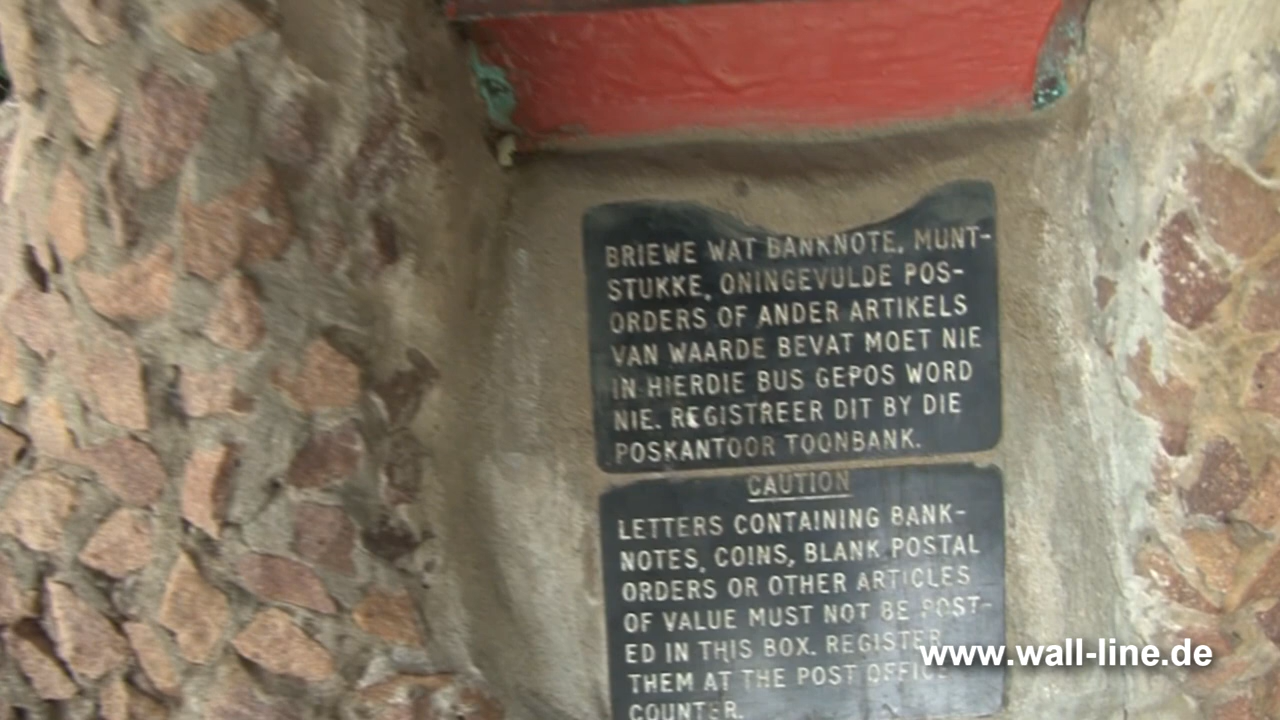 BRIEWE WAT BANKNOTE, MUNT-
STUKKE, ONINGEVULDE POS-
ORDERS OF ANDER ARTIKELS
VAN WAARDE BEVAT MOET NIE
IN HIERDIE BUS GEPOS WORD
NIE. REGISTREER DIT BY DIE
POSKANTOOR TOONBANK.
CAUTION
LETTERS CONTAINING BANK-
NOTES, COINS, BLANK POSTAL
ORDERS OR OTHER ARTICLES
OF VALUE MUST NOT BE POST-
ED IN THIS BOX. REGISTER
THEM AT THE POST OFFICE
COUNTER.
www.wall-line.de